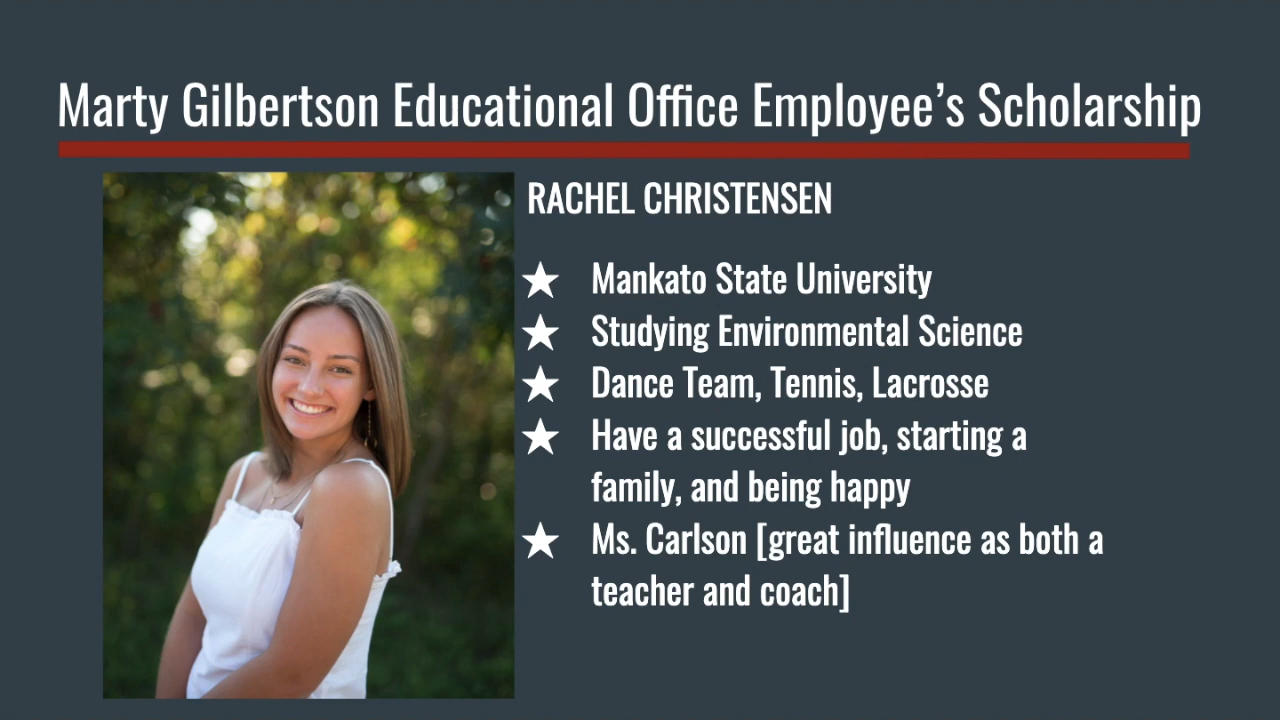 Marty Gilbertson Educational Office Employee’s Scholarship
RACHEL CHRISTENSEN
★ Mankato State University
★ Studying Environmental Science
★ Dance Team, Tennis, Lacrosse
★ Have a successful job, starting a
family, and being happy
★ Ms. Carlson [great influence as both a
teacher and coach]